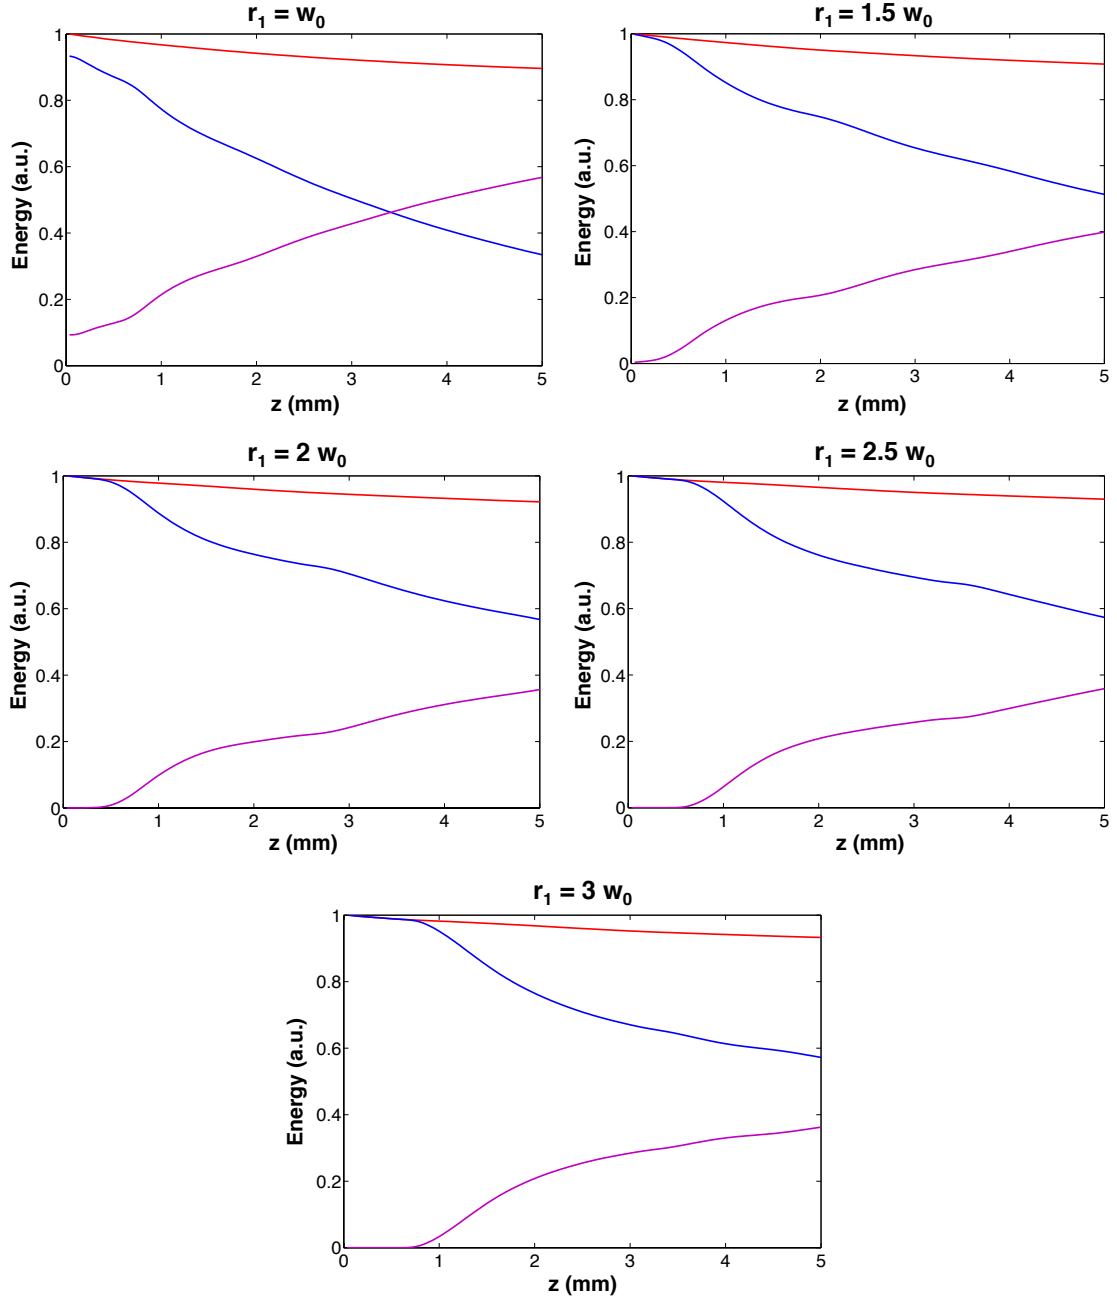 r₁ = w₀
Energy (a.u.)
1
0.8
0.6
0.4
0.2
0
0 1 2 3 4 5
z (mm)
r₁ = 1.5 w₀
Energy (a.u.)
1
0.8
0.6
0.4
0.2
0
0 1 2 3 4 5
z (mm)
r₁ = 2 w₀
Energy (a.u.)
1
0.8
0.6
0.4
0.2
0
0 1 2 3 4 5
z (mm)
r₁ = 2.5 w₀
Energy (a.u.)
1
0.8
0.6
0.4
0.2
0
0 1 2 3 4 5
z (mm)
r₁ = 3 w₀
Energy (a.u.)
1
0.8
0.6
0.4
0.2
0
0 1 2 3 4 5
z (mm)